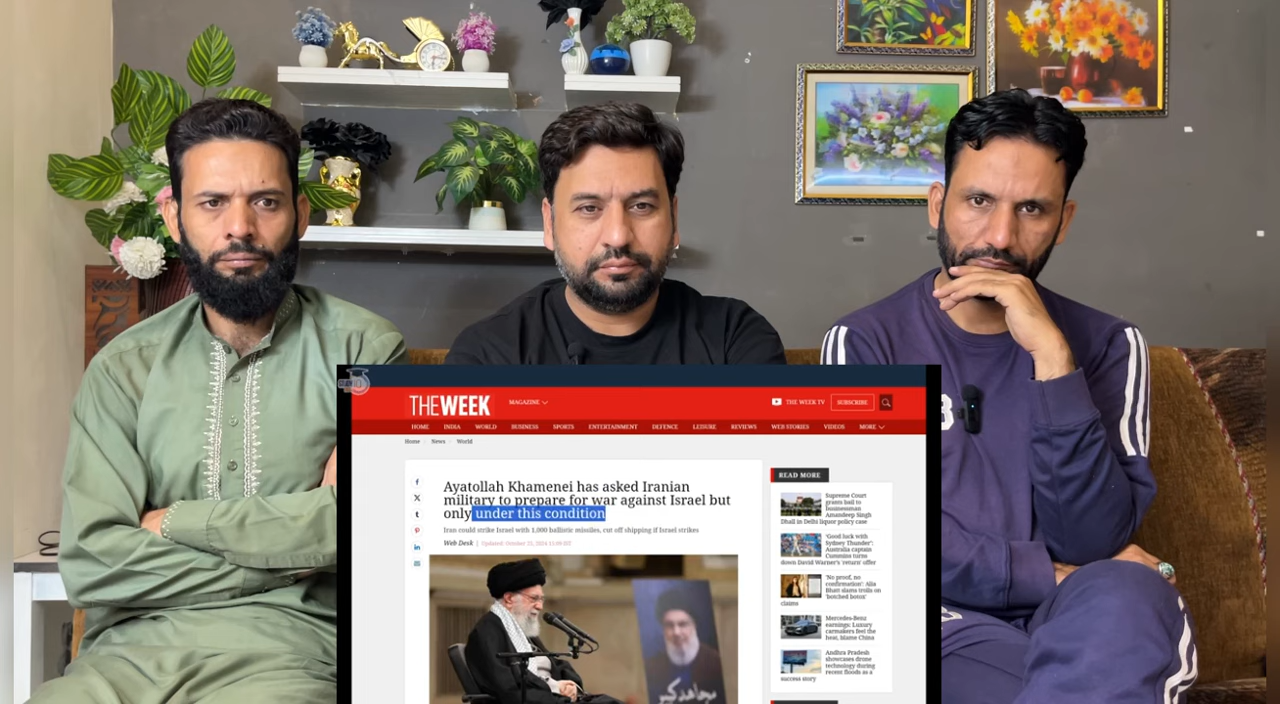 THE WEEK
MAGAZINE
THE WEEK TV
SUBSCRIBE
HOME INDIA WORLD BUSINESS SPORTS ENTERTAINMENT DEFENCE LEISURE REVIEWS WEB STORIES VIDEOS MORE
Home News World
Ayatollah Khamenei has asked Iranian
military to prepare for war against Israel but
only under this condition
Iran could strike Israel with 1,000 ballistic missiles, cut off shipping if Israel strikes
Web Desk | Updated: October 25, 2024
READ MORE
Supreme Court
grants bail to
businessman
Amandeep Singh
Dhall in Delhi liquor policy case
'Good luck with
Sydney Thunder':
Australia captain
Cummins turns
down David Warner's 'return' offer
'No proof, no
confirmation': Alia
Bhatt slams trolls on
'botched botox'
claims
Mercedes-Benz
earnings: Luxury
carmakers feel the
heat, blame China
Andhra Pradesh
showcases drone
technology during
recent floods as a
success story
مجاهد كبير
B